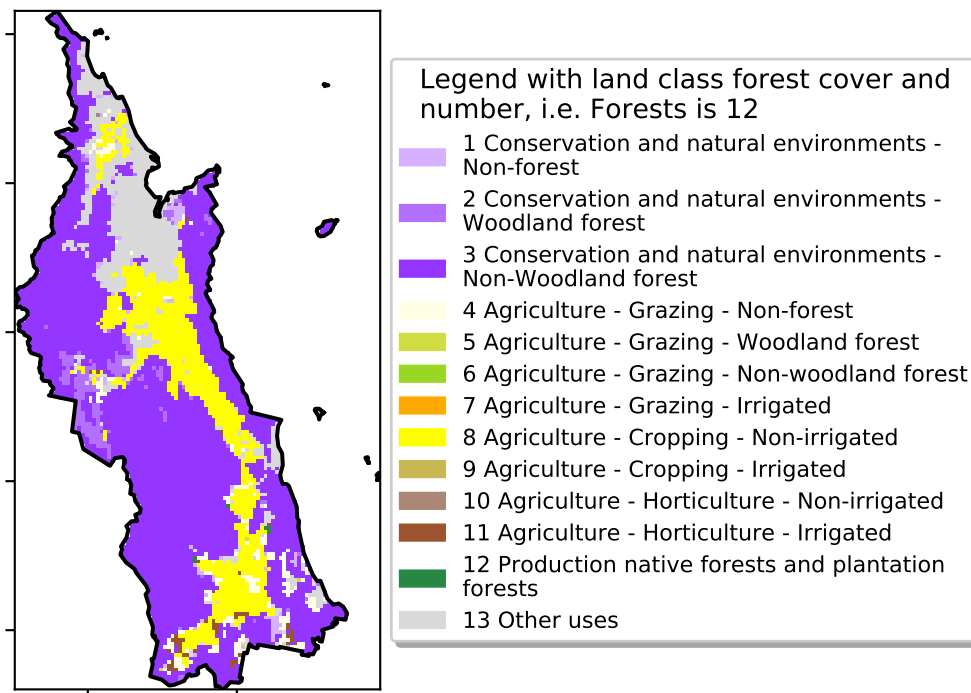 Legend with land class forest cover and
number, i.e. Forests is 12
1 Conservation and natural environments -
Non-forest
2 Conservation and natural environments -
Woodland forest
3 Conservation and natural environments -
Non-Woodland forest
4 Agriculture - Grazing - Non-forest
5 Agriculture - Grazing - Woodland forest
6 Agriculture - Grazing - Non-woodland forest
7 Agriculture - Grazing - Irrigated
8 Agriculture - Cropping - Non-irrigated
9 Agriculture - Cropping - Irrigated
10 Agriculture - Horticulture - Non-irrigated
11 Agriculture - Horticulture - Irrigated
12 Production native forests and plantation
forests
13 Other uses